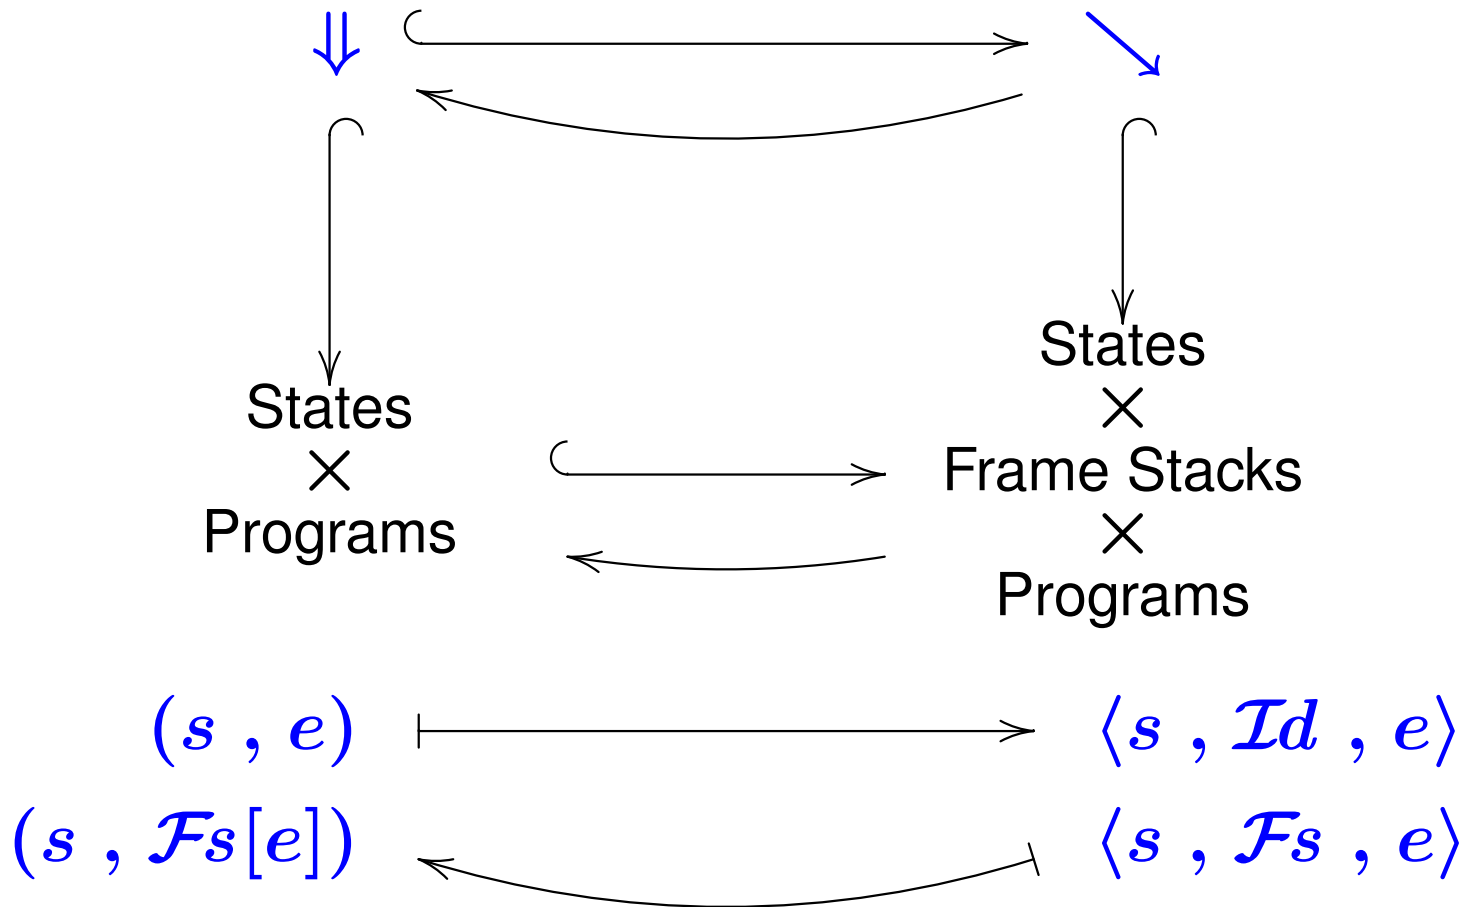 ⇓ ↘
States
×
Programs
States
×
Frame Stacks
×
Programs
(s , e) ⟨s , ℐd , e⟩
(s , ℱs[e]) ⟨s , ℱs , e⟩